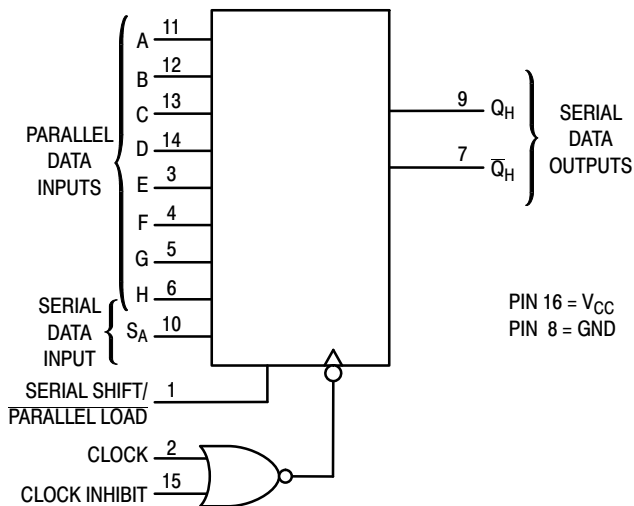 PARALLEL
DATA
INPUTS
A 11
B 12
C 13
D 14
E 3
F 4
G 5
H 6
SERIAL
DATA
INPUT
SA 10
SERIAL SHIFT/
PARALLEL LOAD
1
CLOCK 2
CLOCK INHIBIT 15
9 QH
7 Q̅H
SERIAL
DATA
OUTPUTS
PIN 16 = VCC
PIN 8 = GND